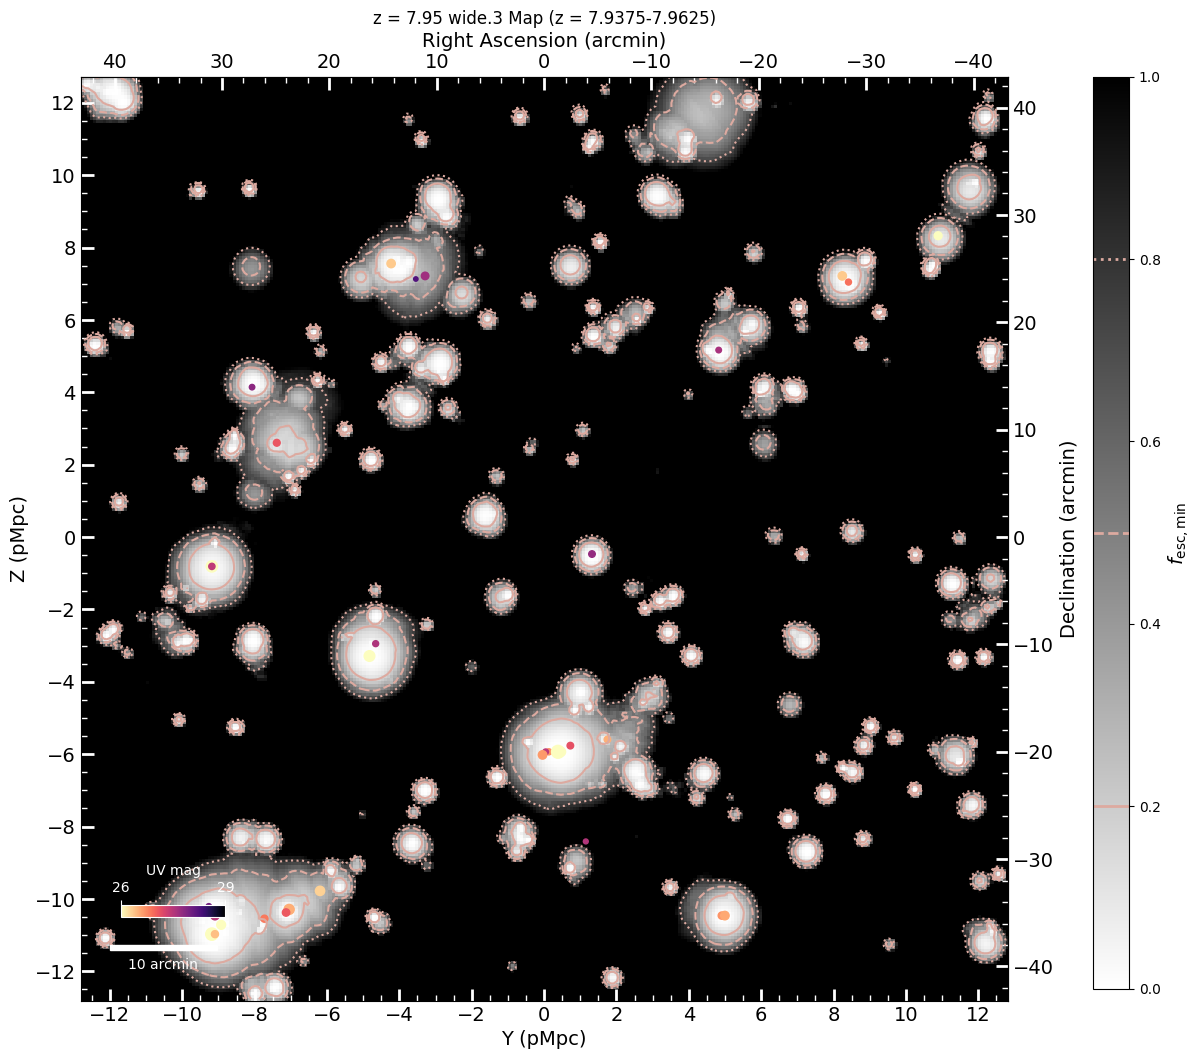 z = 7.95 wide.3 Map (z = 7.9375-7.9625)
Right Ascension (arcmin)
40 30 20 10 0 −10 −20 −30 −40
12 10 8 6 4 2 0 −2 −4 −6 −8 −10 −12
Z (pMpc)
40 30 20 10 0 −10 −20 −30 −40
Declination (arcmin)
1.0 0.8 0.6 0.4 0.2 0.0
f_esc,min
UV mag
26 29
10 arcmin
−12 −10 −8 −6 −4 −2 0 2 4 6 8 10 12
Y (pMpc)